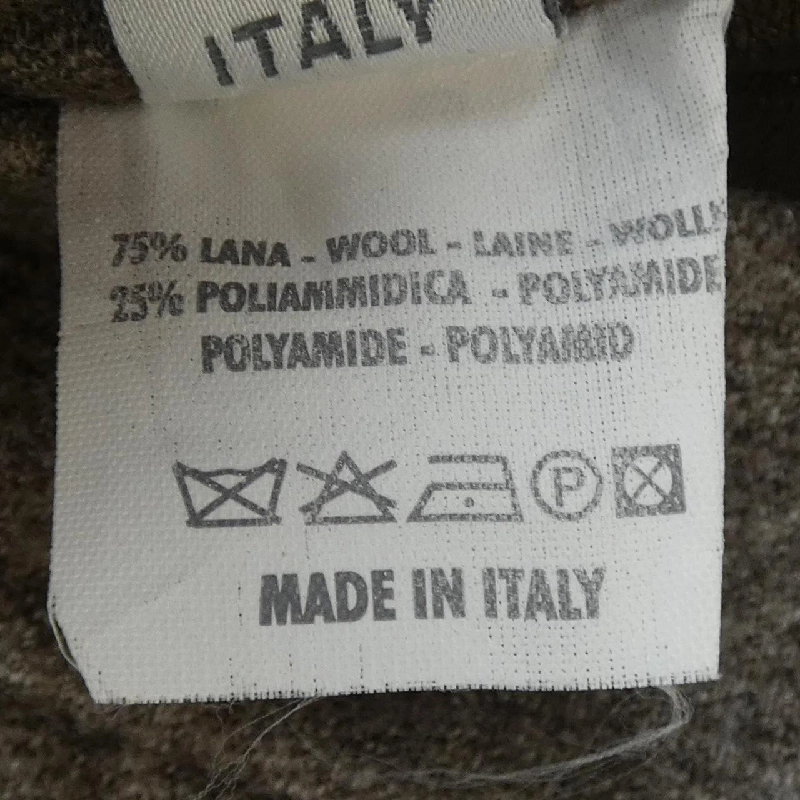 ITALY
75% LANA - WOOL - LAINE - WOLLE
25% POLIAMMIDICA - POLYAMIDE
POLYAMIDE - POLYAMID
P
MADE IN ITALY